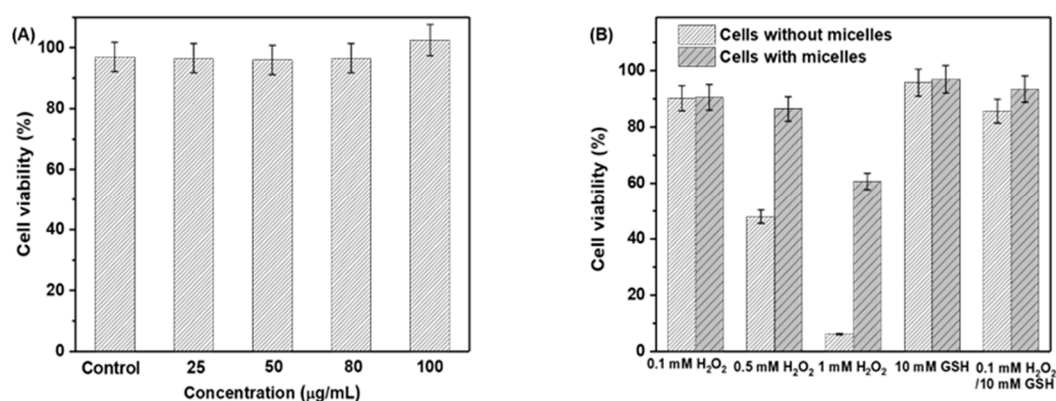 (A)
Cell viability (%)
100
80
60
40
20
0
Control 25 50 80 100
Concentration (μg/mL)
(B)
Cells without micelles
Cells with micelles
Cell viability (%)
100
80
60
40
20
0
0.1 mM H₂O₂ 0.5 mM H₂O₂ 1 mM H₂O₂ 10 mM GSH 0.1 mM H₂O₂
/10 mM GSH